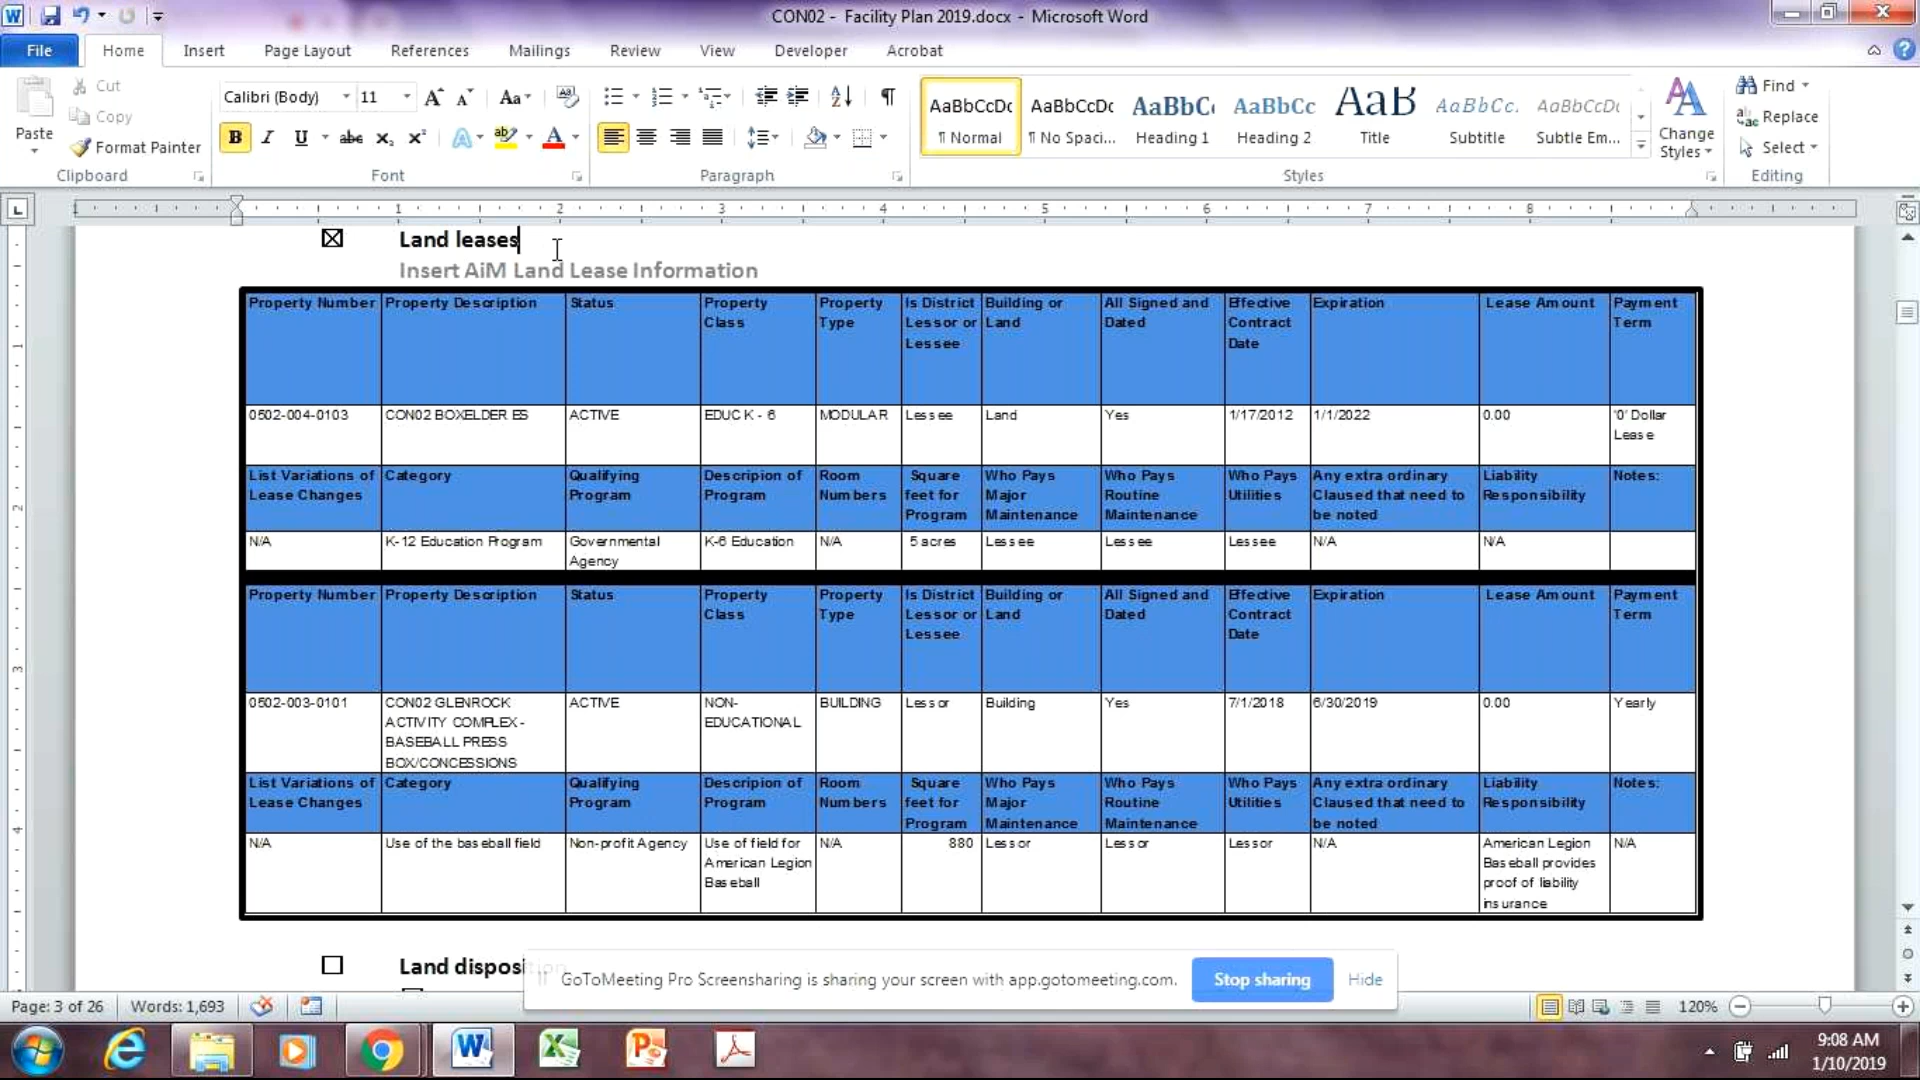 CON02 - Facility Plan 2019.docx - Microsoft Word
File Home Insert Page Layout References Mailings Review View Developer Acrobat
Cut
Copy
Format Painter
Paste
Clipboard
Calibri (Body) 11
Font
Paragraph
AaBbCcDc AaBbCcDc AaBbC AaBbCc AaB AaBbCc. AaBbCcDc
¶ Normal ¶ No Spaci... Heading 1 Heading 2 Title Subtitle Subtle Em...
Change Styles
Styles
Find
Replace
Select
Editing
1 1 2 3 4 5 6 7 8
Land leases
Insert AiM Land Lease Information
Property Number Property Description Status Property Class Property Type Is District Lessor or Lessee Building or Land All Signed and Dated Effective Contract Date Expiration Lease Amount Payment Term
0502-004-0103 CON02 BOXELDER ES ACTIVE EDUC K - 6 MODULAR Lessee Land Yes 1/17/2012 1/1/2022 0.00 '0' Dollar Lease
List Variations of Lease Changes Category Qualifying Program Descripion of Program Room Numbers Square feet for Program Who Pays Major Maintenance Who Pays Routine Maintenance Who Pays Utilities Any extra ordinary Claused that need to be noted Liability Responsibility Notes:
N/A K-12 Education Program Governmental Agency K-6 Education N/A 5 acres Lessee Lessee Lessee N/A N/A
Property Number Property Description Status Property Class Property Type Is District Lessor or Lessee Building or Land All Signed and Dated Effective Contract Date Expiration Lease Amount Payment Term
0502-003-0101 CON02 GLENROCK ACTIVITY COMPLEX - BASEBALL PRESS BOX/CONCESSIONS ACTIVE NON-EDUCATIONAL BUILDING Lessor Building Yes 7/1/2018 6/30/2019 0.00 Yearly
List Variations of Lease Changes Category Qualifying Program Descripion of Program Room Numbers Square feet for Program Who Pays Major Maintenance Who Pays Routine Maintenance Who Pays Utilities Any extra ordinary Claused that need to be noted Liability Responsibility Notes:
N/A Use of the baseball field Non-profit Agency Use of field for American Legion Baseball N/A 880 Lessor Lessor Lessor N/A American Legion Baseball provides proof of liability insurance N/A
Land disposi
GoToMeeting Pro Screensharing is sharing your screen with app.gotomeeting.com. Stop sharing Hide
Page: 3 of 26 Words: 1,693 120%
9:08 AM
1/10/2019